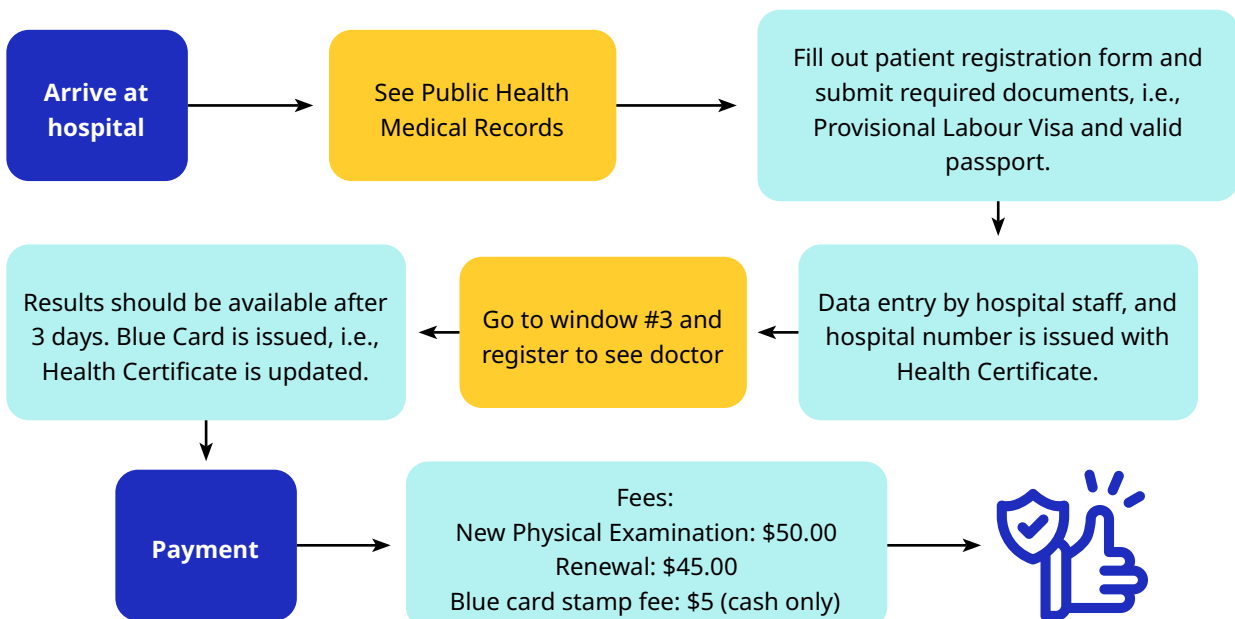 Arrive at
hospital
See Public Health
Medical Records
Fill out patient registration form and
submit required documents, i.e.,
Provisional Labour Visa and valid
passport.
Data entry by hospital staff, and
hospital number is issued with
Health Certificate.
Go to window #3 and
register to see doctor
Results should be available after
3 days. Blue Card is issued, i.e.,
Health Certificate is updated.
Payment
Fees:
New Physical Examination: $50.00
Renewal: $45.00
Blue card stamp fee: $5 (cash only)